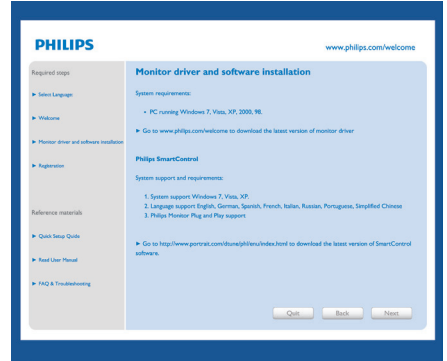 PHILIPS
www.philips.com/welcome
Required steps:
► Select Language:
► Welcome
► Monitor driver and software installation
► Registeration
Reference materials
► Quick Setup Quide
► Read User Manual
► FAQ & Troubleshooting
Monitor driver and software installation
System requirements:
• PC running Windows 7, Vista, XP, 2000, 98.
► Go to www.philips.com/welcome to download the latest version of monitor driver
Philips SmartControl
System support and requirements:
1. System support Windows 7, Vista, XP.
2. Language support English, German, Spanish, French, Italian, Russian, Portuguese, Simplified Chinese
3. Philips Monitor Plug and Play support
► Go to http://www.portrait.com/dtune/phl/enu/index.html to download the latest version of SmartControl
software.
Quit
Back
Next